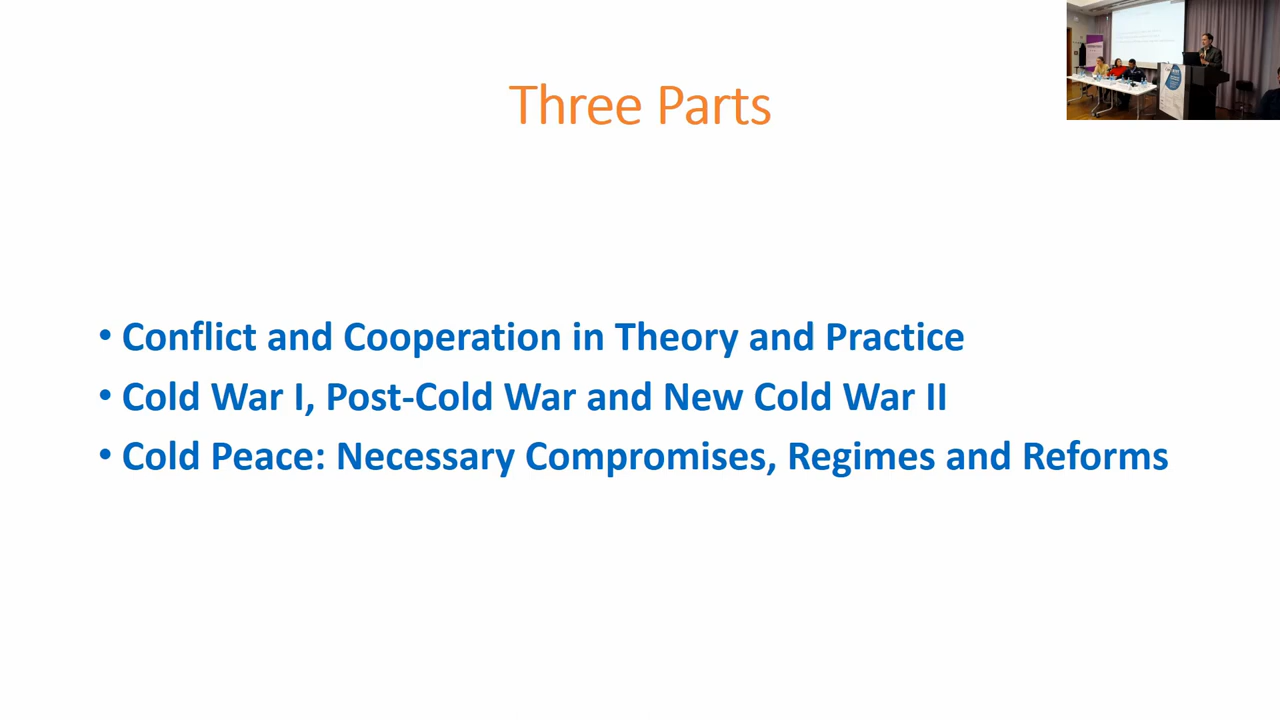 Three Parts
• Conflict and Cooperation in Theory and Practice
• Cold War I, Post-Cold War and New Cold War II
• Cold Peace: Necessary Compromises, Regimes and Reforms